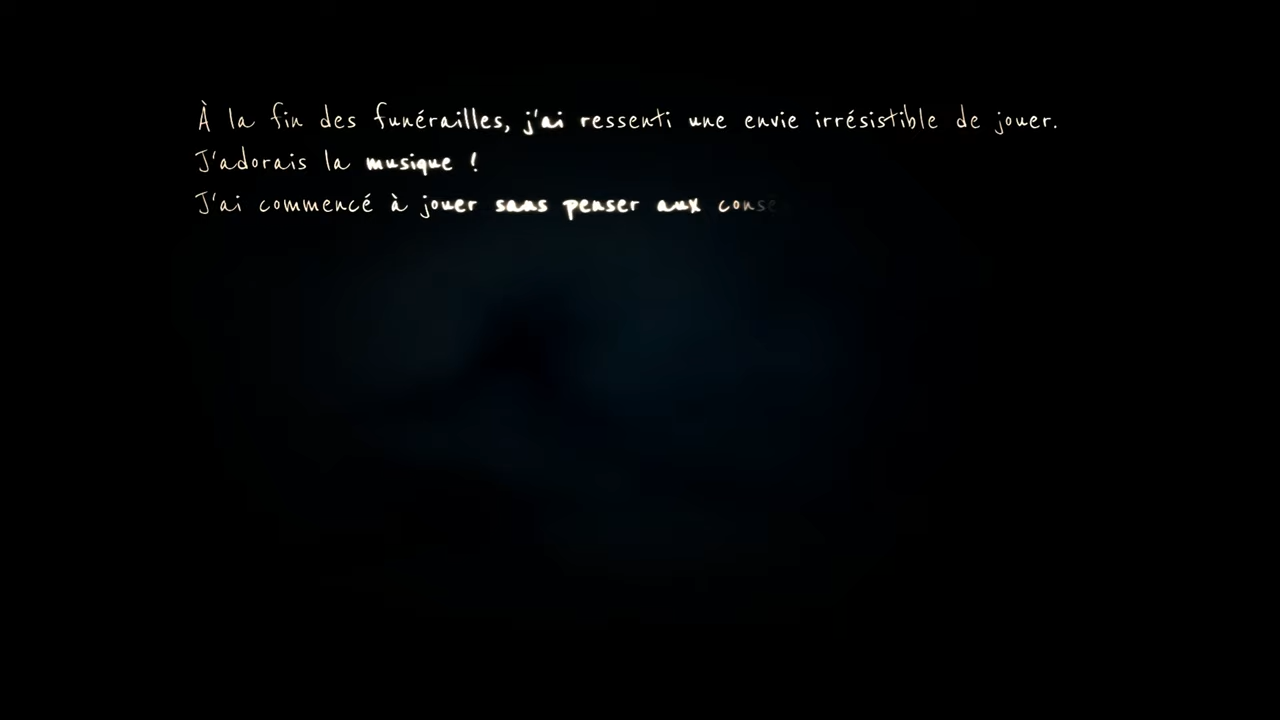 À la fin des funérailles, j'ai ressenti une envie irrésistible de jouer.
J'adorais la musique !
J'ai commencé à jouer sans penser aux conse